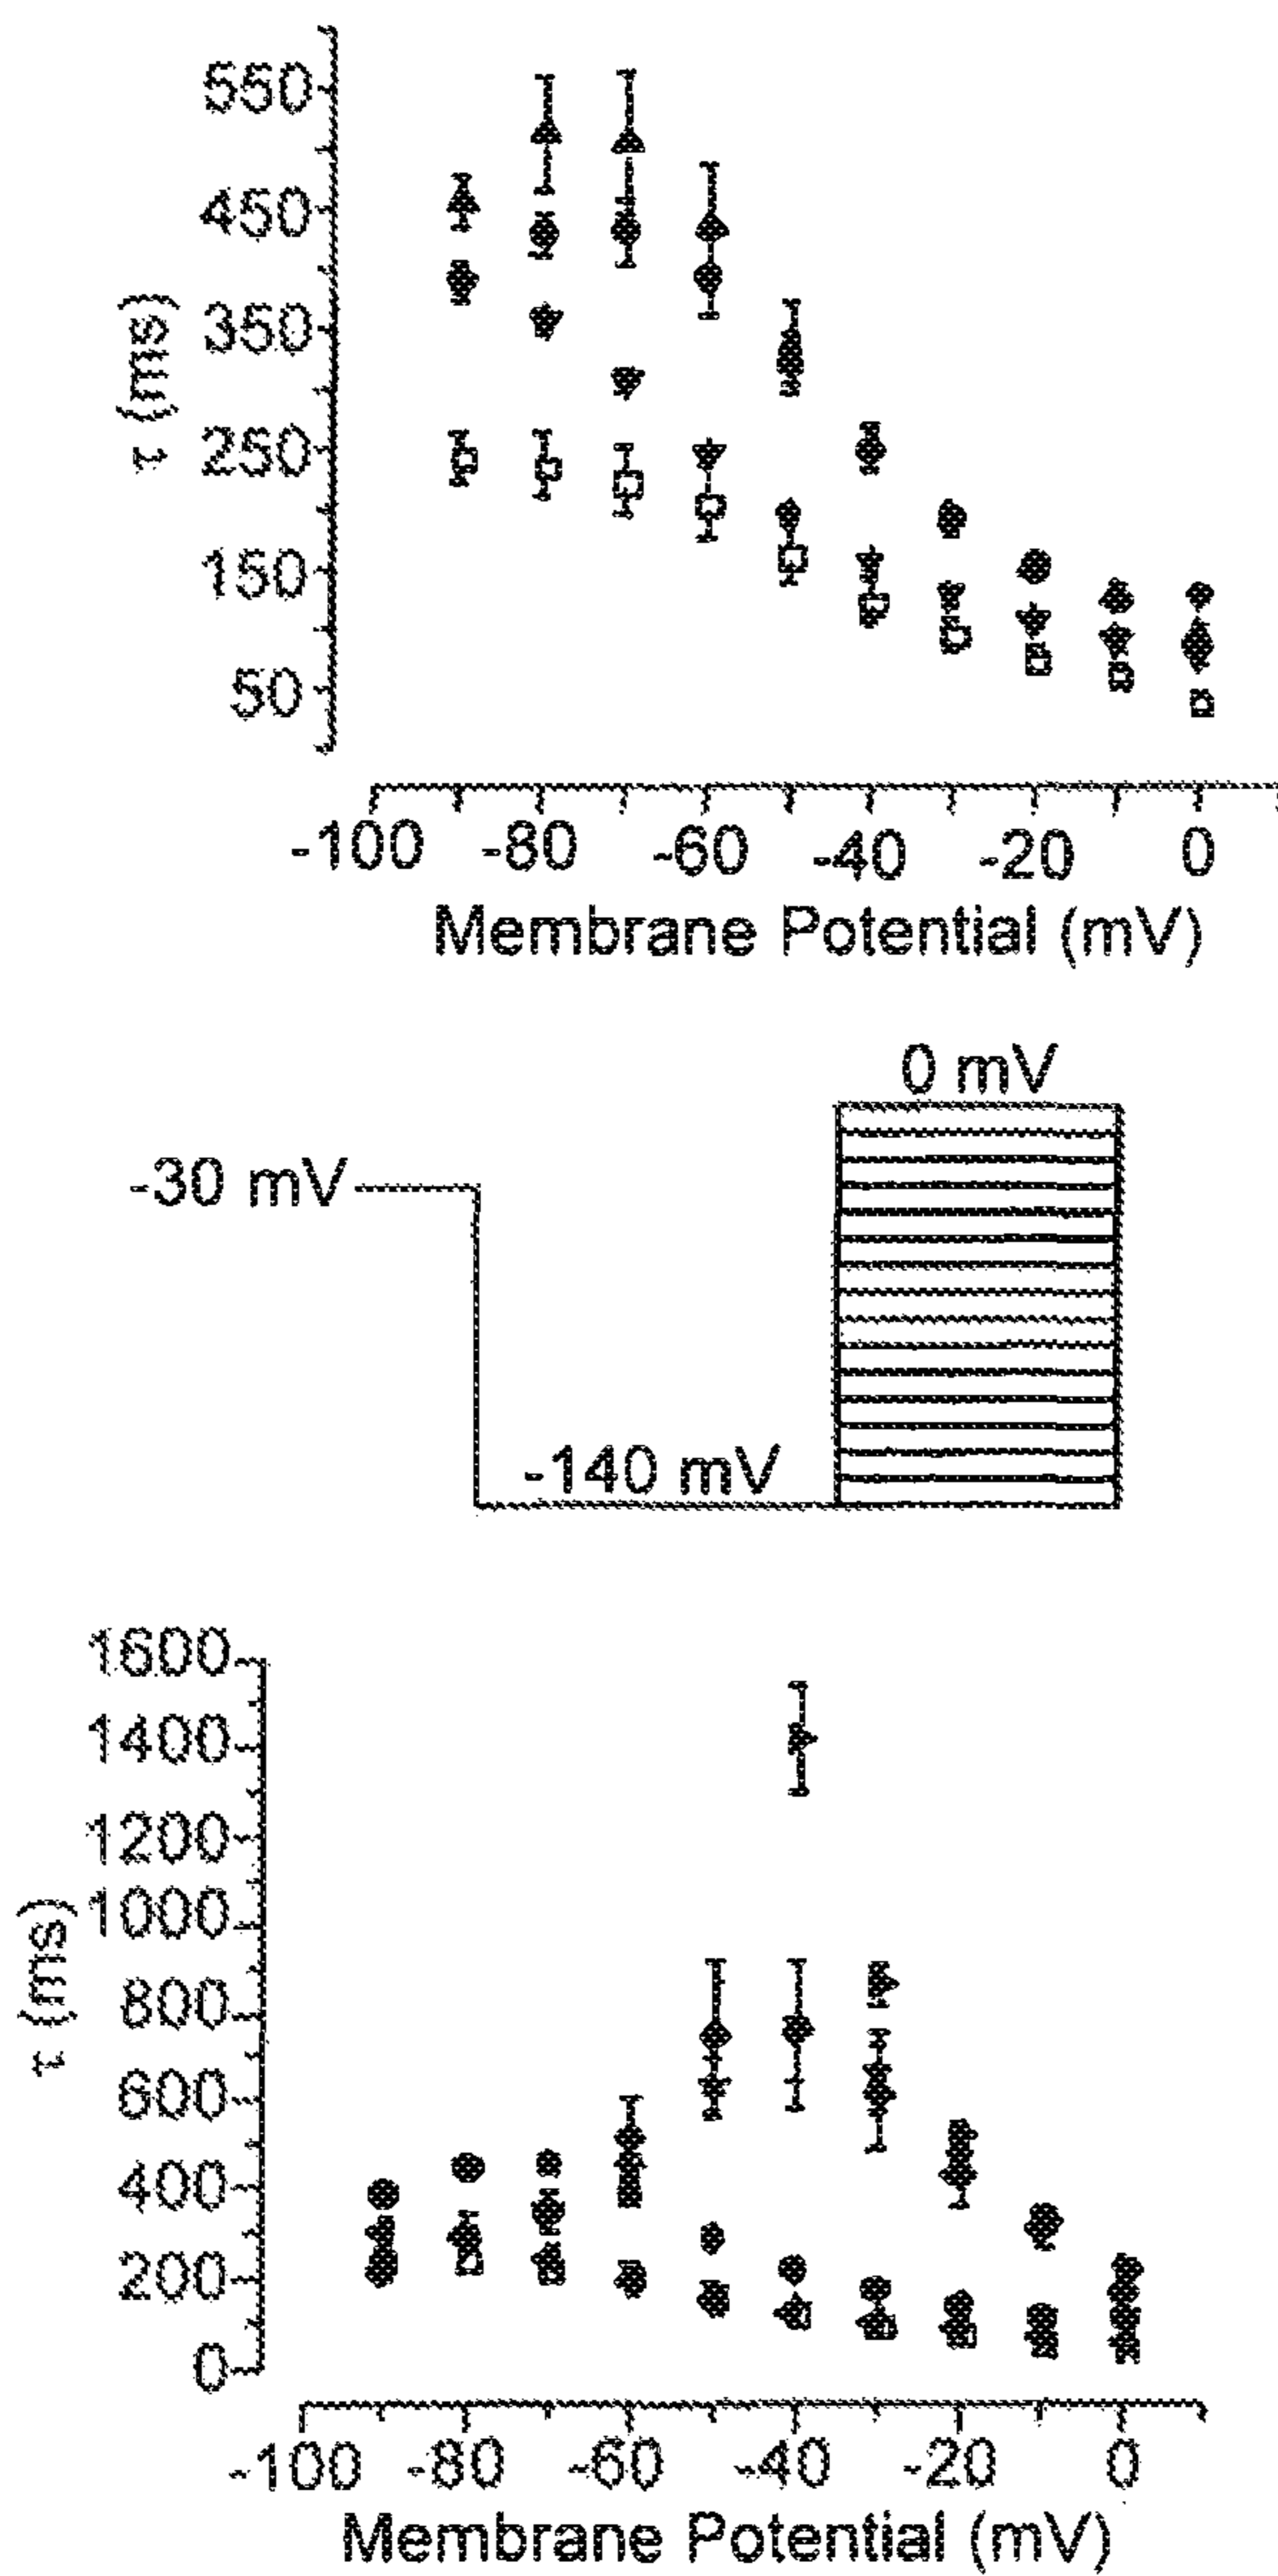 550
450
350
250
150
50
τ (ms)
-100 -80 -60 -40 -20 0
Membrane Potential (mV)
0 mV
-30 mV
-140 mV
1600
1400
1200
1000
800
600
400
200
0
τ (ms)
-100 -80 -60 -40 -20 0
Membrane Potential (mV)